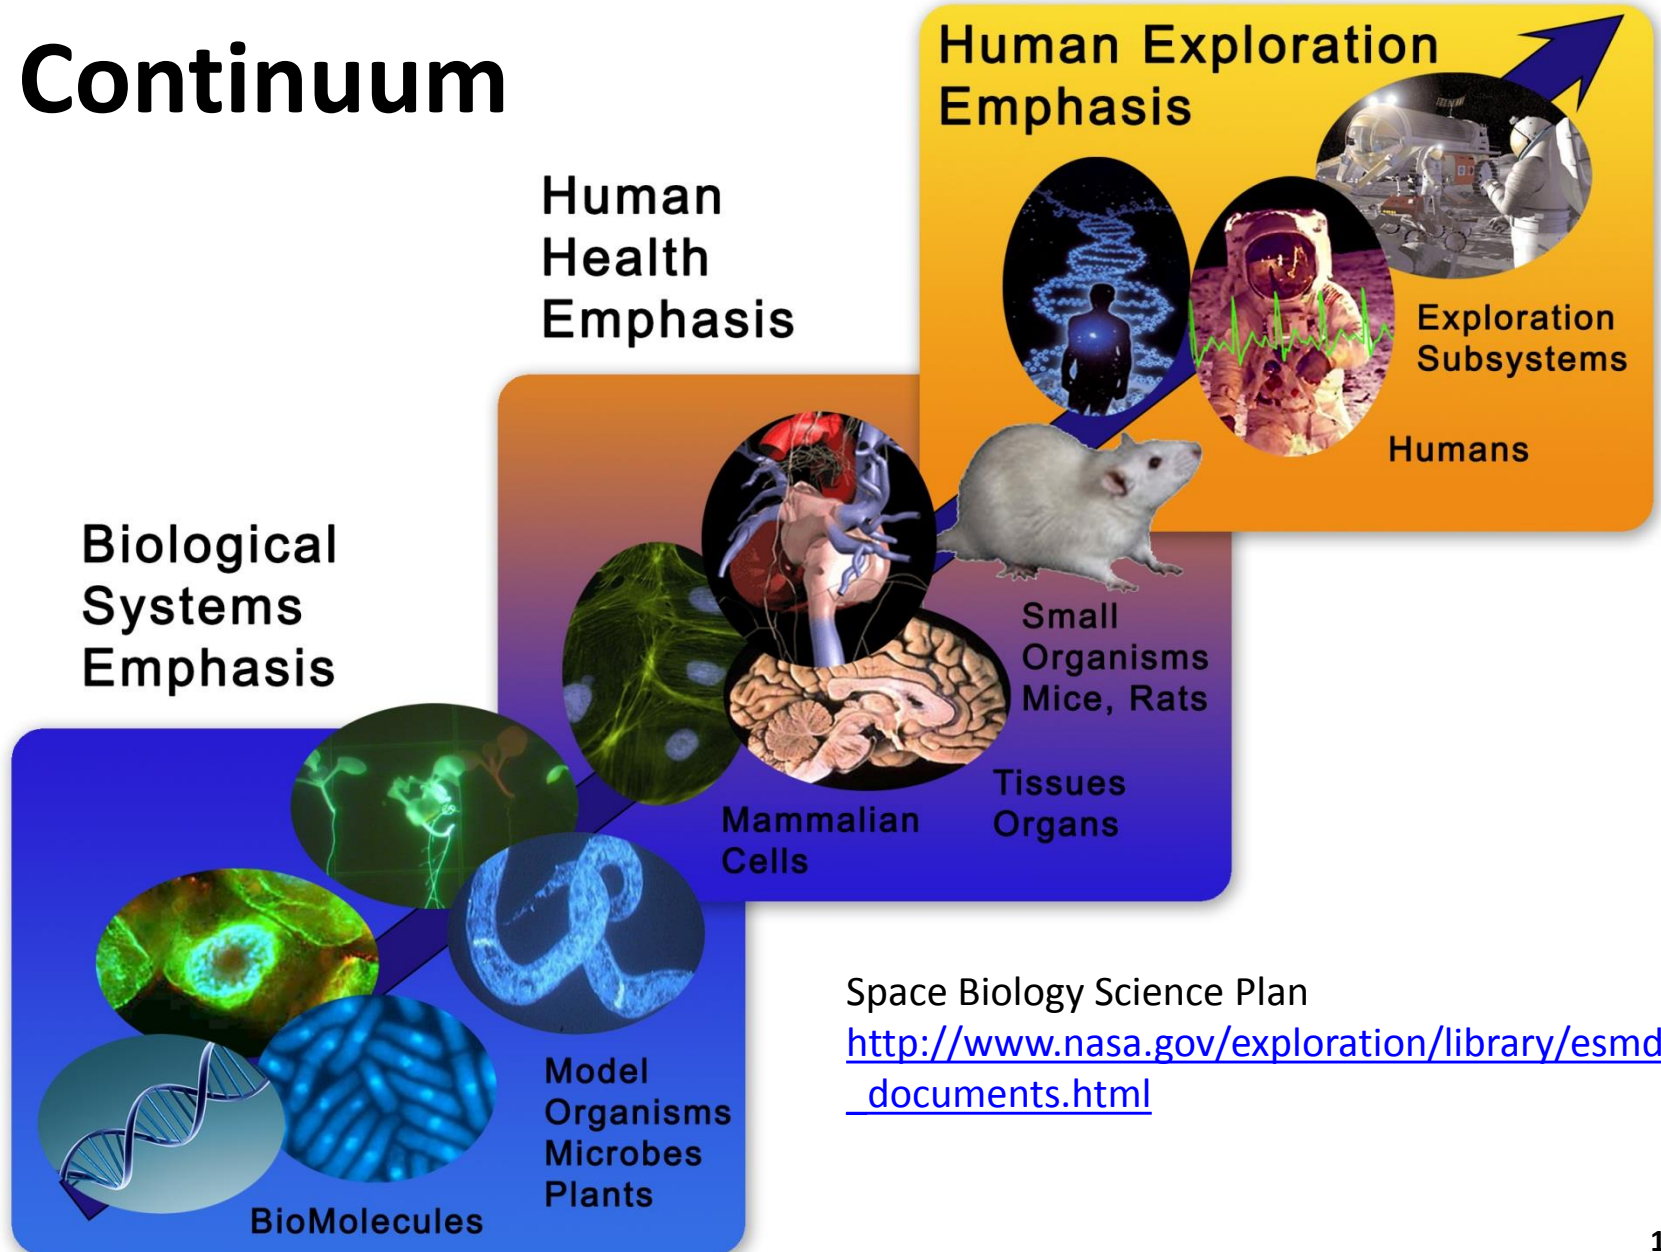 Continuum
Human Exploration
Emphasis
Exploration
Subsystems
Humans
Human
Health
Emphasis
Small
Organisms
Mice, Rats
Tissues
Organs
Mammalian
Cells
Biological
Systems
Emphasis
Model
Organisms
Microbes
Plants
BioMolecules
Space Biology Science Plan
http://www.nasa.gov/exploration/library/esmd
_documents.html
1